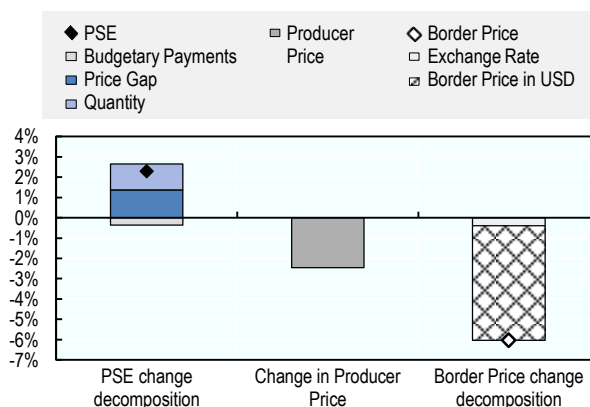 PSE
Budgetary Payments
Price Gap
Quantity
Producer
Price
Border Price
Exchange Rate
Border Price in USD
4%
3%
2%
1%
0%
-1%
-2%
-3%
-4%
-5%
-6%
-7%
PSE change
decomposition
Change in Producer
Price
Border Price change
decomposition